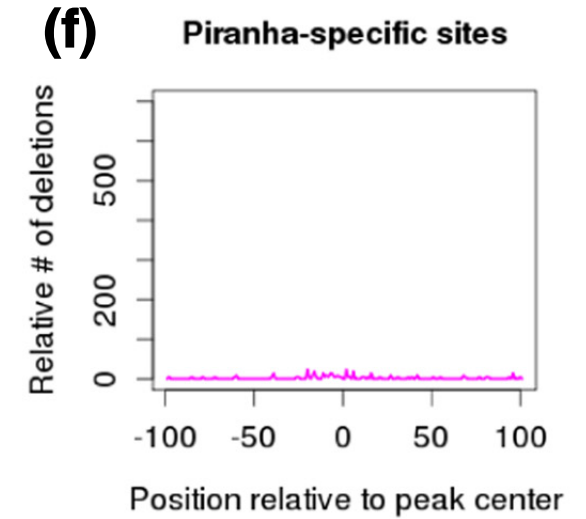 (f)
Piranha-specific sites
Relative # of deletions
500
200
0
-100 -50 0 50 100
Position relative to peak center